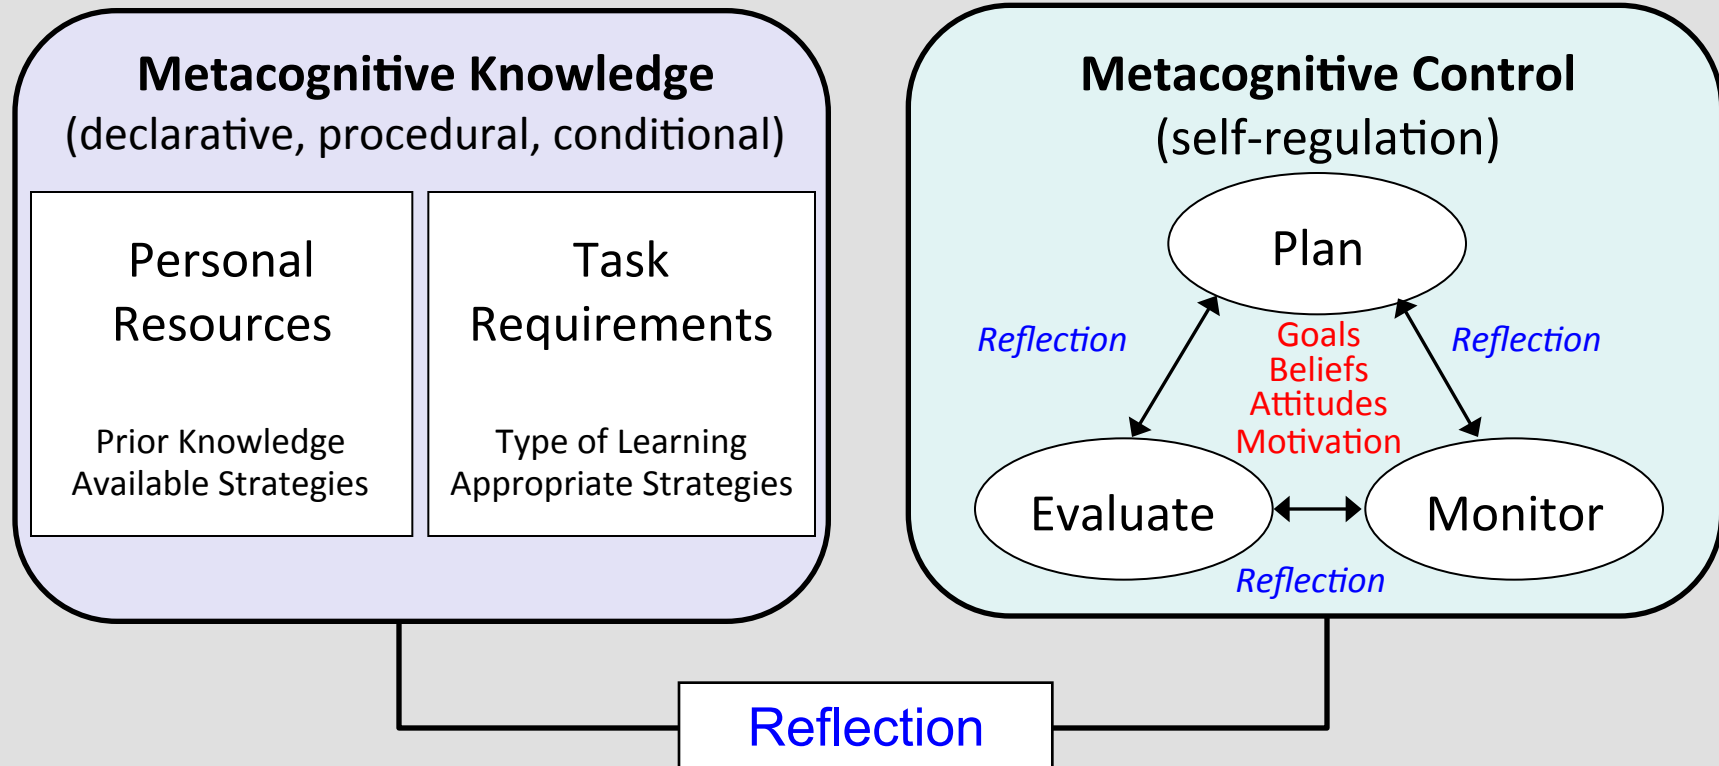 Metacognitive Knowledge
(declarative, procedural, conditional)
Personal
Resources
Prior Knowledge
Available Strategies
Task
Requirements
Type of Learning
Appropriate Strategies
Metacognitive Control
(self-regulation)
Plan
Reflection
Goals
Beliefs
Attitudes
Motivation
Reflection
Evaluate
Monitor
Reflection
Reflection